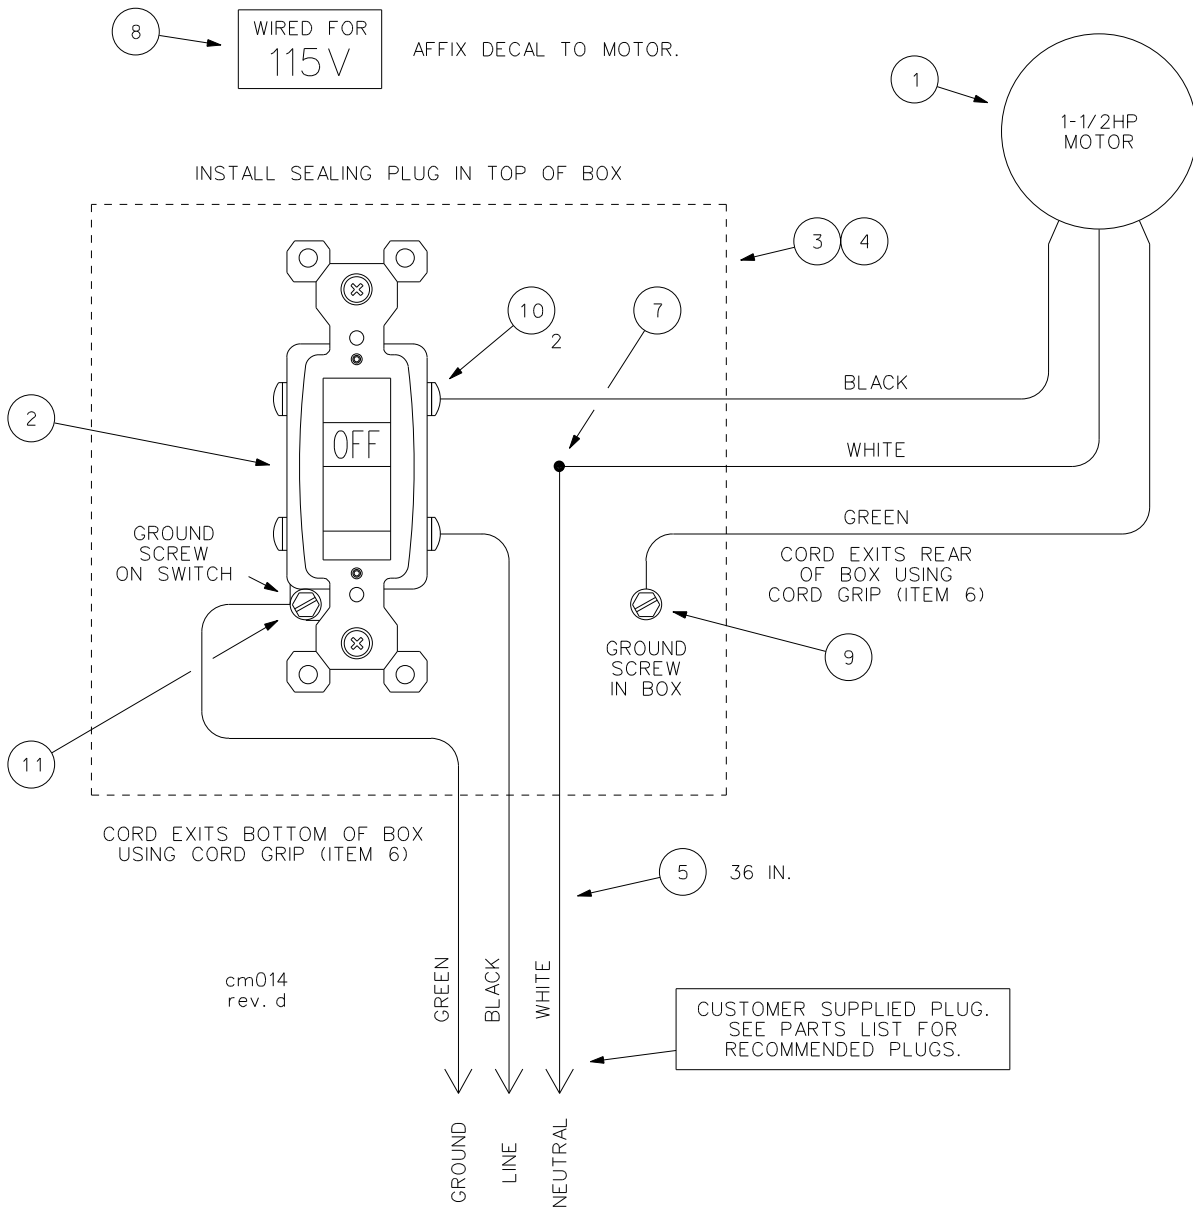 8
WIRED FOR
115V
AFFIX DECAL TO MOTOR.
1
1-1/2HP
MOTOR
INSTALL SEALING PLUG IN TOP OF BOX
3
4
10
2
7
BLACK
2
OFF
WHITE
GREEN
GROUND
SCREW
ON SWITCH
CORD EXITS REAR
OF BOX USING
CORD GRIP (ITEM 6)
GROUND
SCREW
IN BOX
9
11
CORD EXITS BOTTOM OF BOX
USING CORD GRIP (ITEM 6)
5
36 IN.
cm014
rev. d
GREEN
BLACK
WHITE
CUSTOMER SUPPLIED PLUG.
SEE PARTS LIST FOR
RECOMMENDED PLUGS.
GROUND
LINE
NEUTRAL